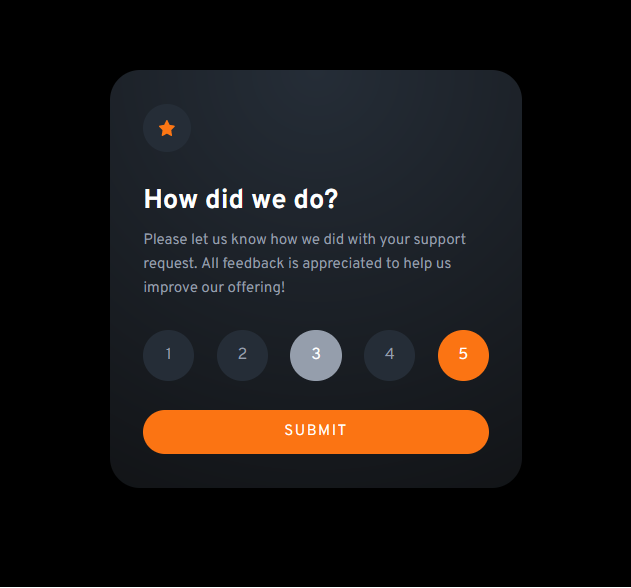 How did we do?
Please let us know how we did with your support
request. All feedback is appreciated to help us
improve our offering!
1 2 3 4 5
SUBMIT